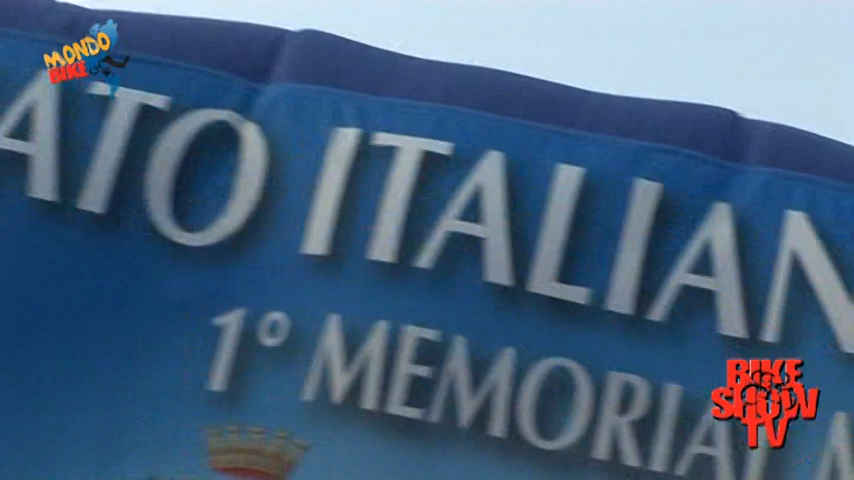 MONDO
BIKE
ATO ITALIAN
1° MEMORIAL M
BIKE
SHOW
TV